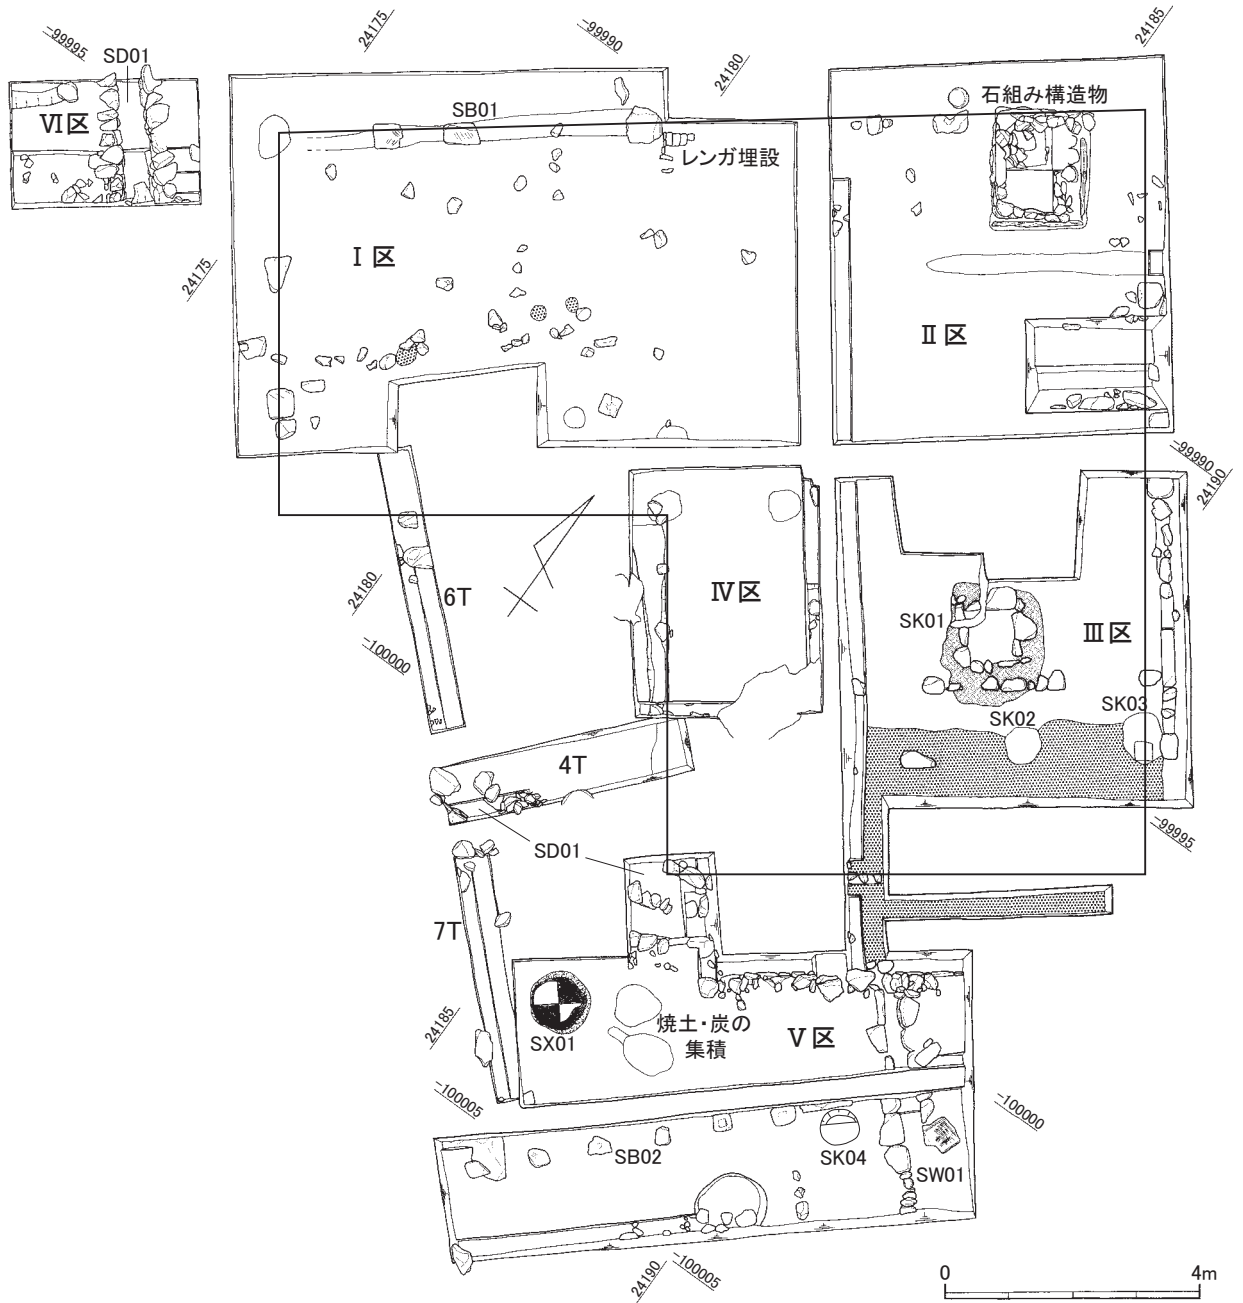 -99995
24175
-99990
24180
24185
SD01
Ⅵ区
SB01
石組み構造物
レンガ埋設
Ⅰ区
24175
Ⅱ区
-99990
24190
24180
6T
-100000
Ⅳ区
SK01
Ⅲ区
SK02
SK03
4T
-99995
SD01
7T
24185
SX01
焼土・炭の
集積
Ⅴ区
-100005
-100000
SB02
SK04
SW01
24190
-100005
0
4m